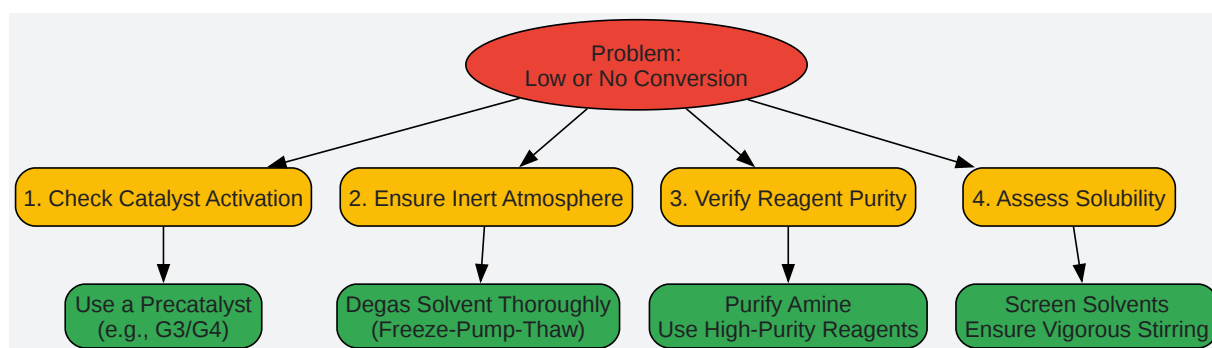 Problem:
Low or No Conversion
1. Check Catalyst Activation
2. Ensure Inert Atmosphere
3. Verify Reagent Purity
4. Assess Solubility
Use a Precatalyst
(e.g., G3/G4)
Degas Solvent Thoroughly
(Freeze-Pump-Thaw)
Purify Amine
Use High-Purity Reagents
Screen Solvents
Ensure Vigorous Stirring